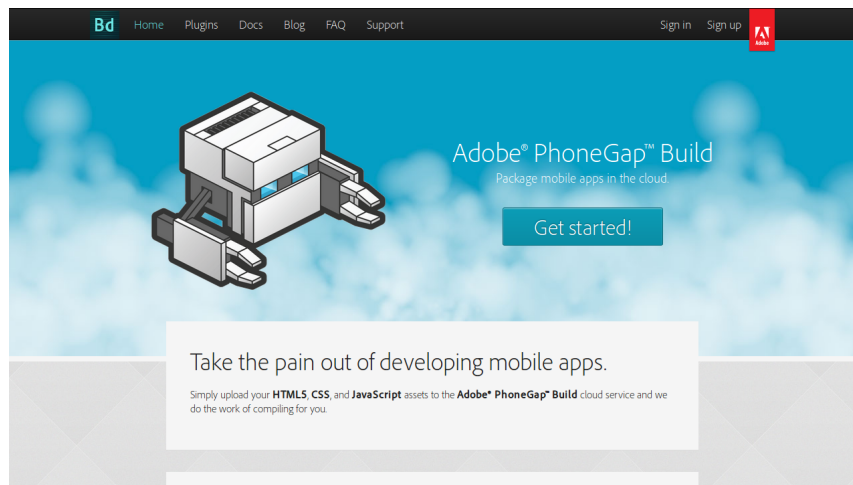 Bd Home Plugins Docs Blog FAQ Support Sign in Sign up
Adobe
Adobe® PhoneGap™ Build
Package mobile apps in the cloud.
Get started!
Take the pain out of developing mobile apps.
Simply upload your HTML5, CSS, and JavaScript assets to the Adobe® PhoneGap™ Build cloud service and we
do the work of compiling for you.